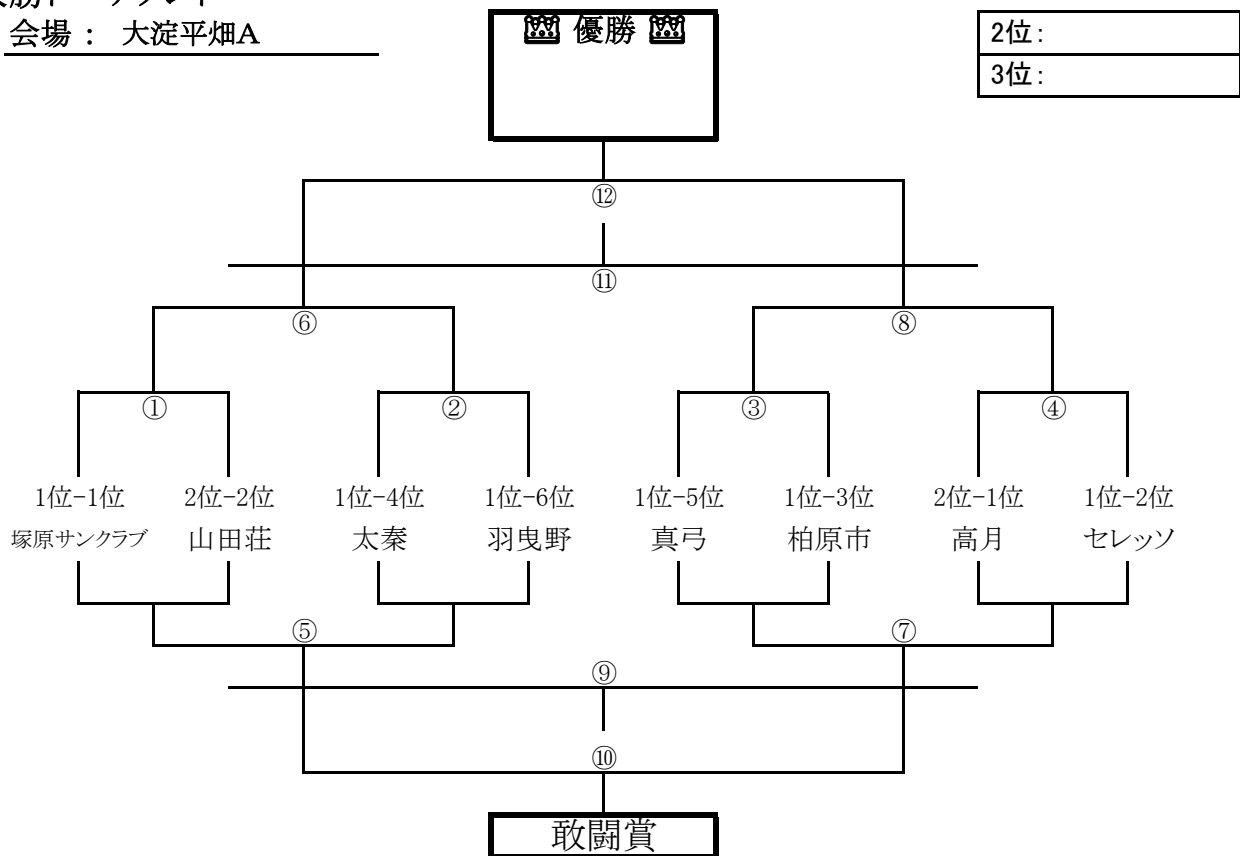 会場： 大淀平畑A
優勝
2位：
3位：
⑫
⑪
⑥ ⑧
① ② ③ ④
1位-1位 2位-2位 1位-4位 1位-6位 1位-5位 1位-3位 2位-1位 1位-2位
塚原サンクラブ 山田荘 太秦 羽曳野 真弓 柏原市 高月 セレッソ
⑤ ⑦
⑨
⑩
敢闘賞